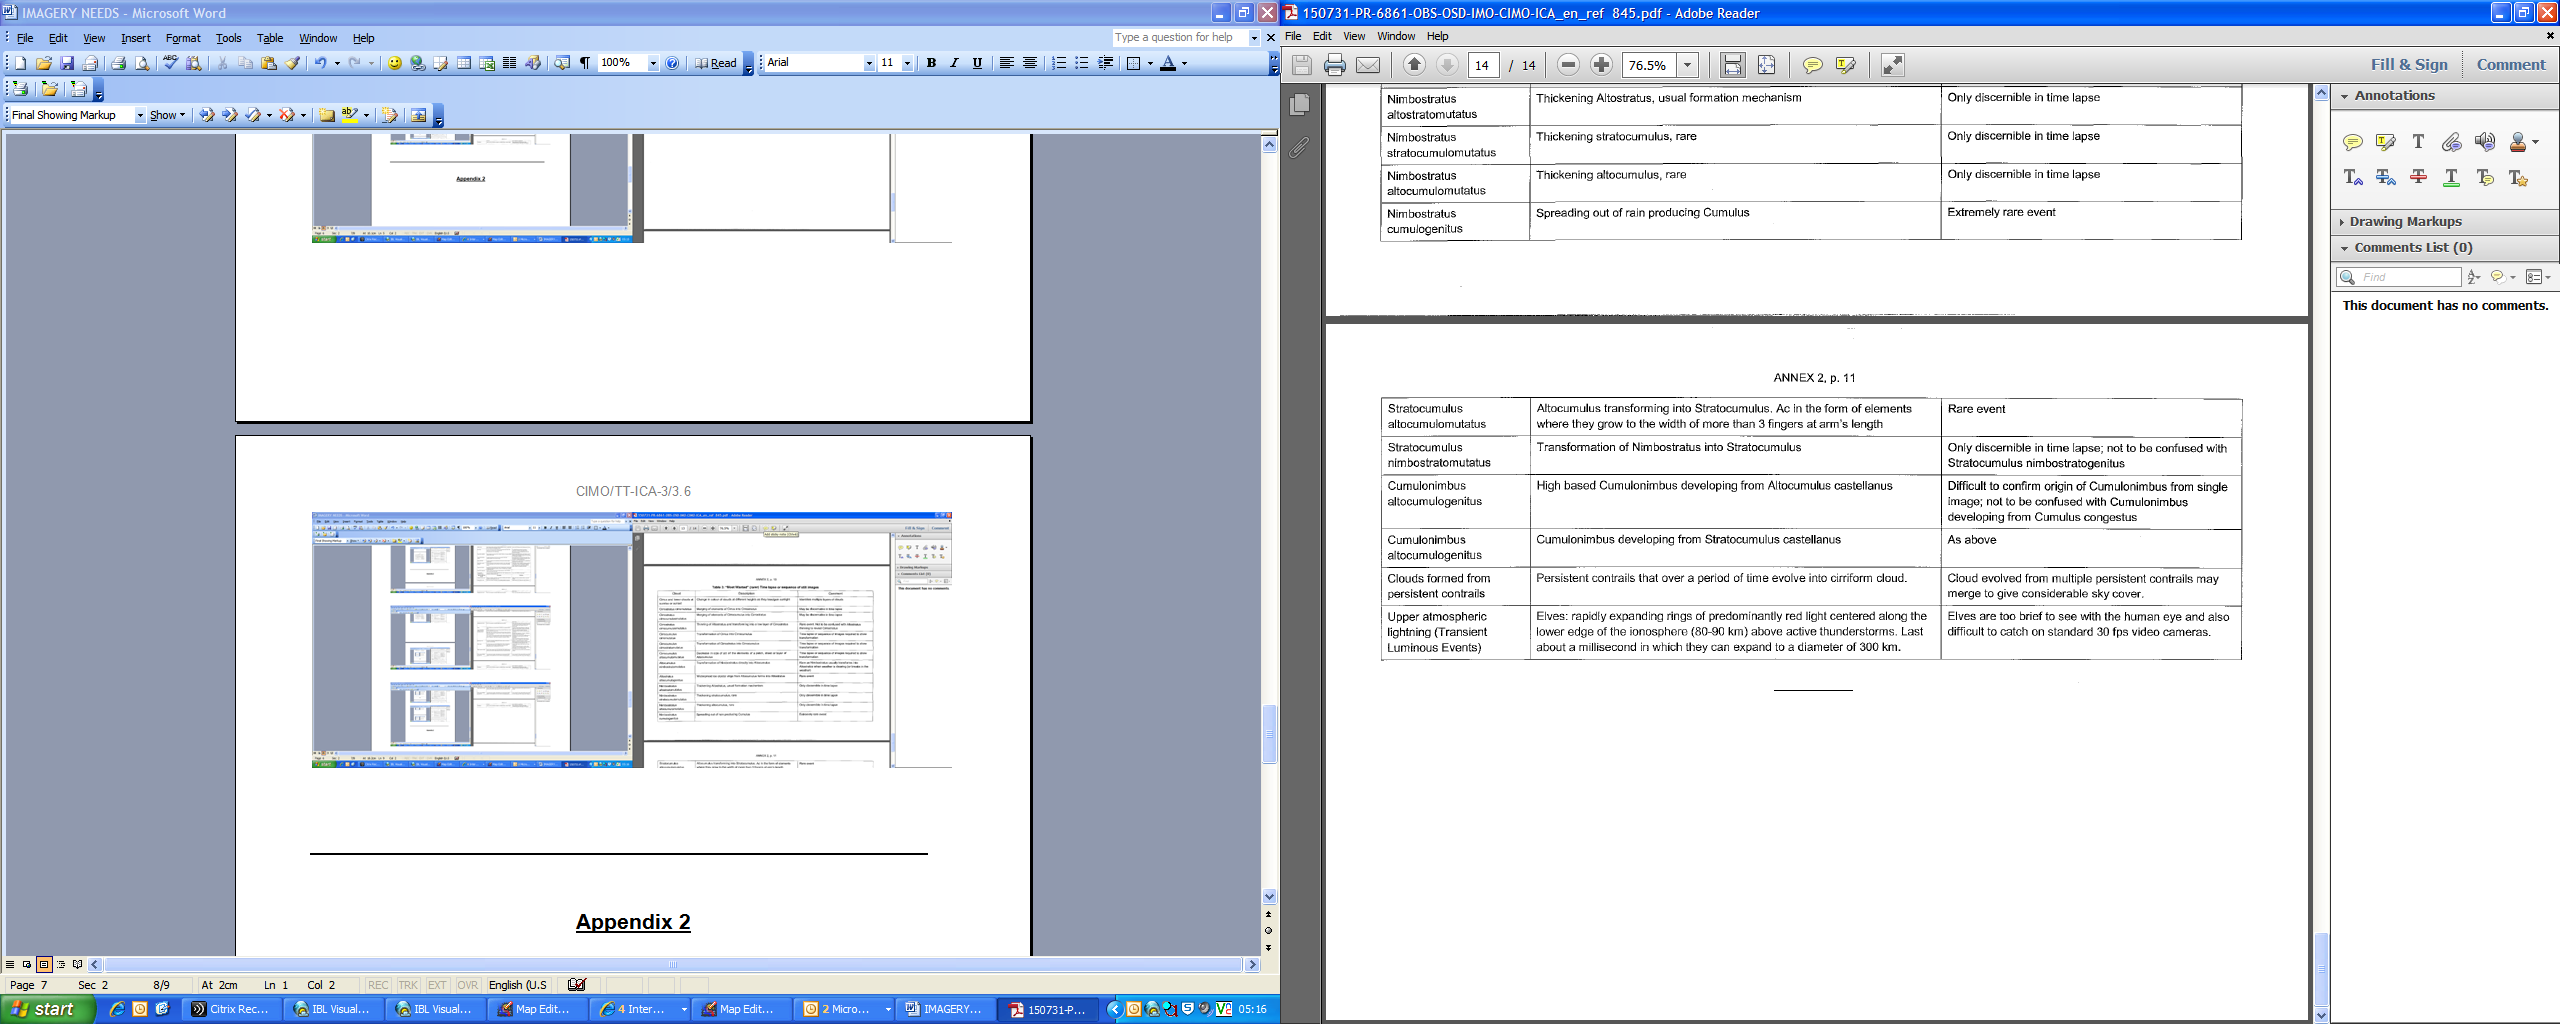 IMAGERY NEEDS - Microsoft Word
File Edit View Insert Format Tools Table Window Help
Type a question for help
100%
Read
Arial
11
B I U
Final Showing Markup
Show
Appendix 2
CIMO/TT-ICA-3/3.6
Appendix 2
Page 7 Sec 2 8/9 At 2cm Ln 1 Col 2 REC TRK EXT OVR English (U.S
start
Citrix Rec...
IBL Visual...
IBL Visual...
Map Edit...
4 Inter...
Map Edit...
2 Micro...
IMAGERY...
150731-P...
05:16
150731-PR-6861-OBS-OSD-IMO-CIMO-ICA_en_ref 845.pdf - Adobe Reader
File Edit View Window Help
14 / 14
76.5%
Fill & Sign
Comment
Nimbostratus altostratomutatus
Thickening Altostratus, usual formation mechanism
Only discernible in time lapse
Nimbostratus stratocumulomutatus
Thickening stratocumulus, rare
Only discernible in time lapse
Nimbostratus altocumulomutatus
Thickening altocumulus, rare
Only discernible in time lapse
Nimbostratus cumulogenitus
Spreading out of rain producing Cumulus
Extremely rare event
ANNEX 2, p. 11
Stratocumulus altocumulomutatus
Altocumulus transforming into Stratocumulus. Ac in the form of elements
where they grow to the width of more than 3 fingers at arm's length
Rare event
Stratocumulus nimbostratomutatus
Transformation of Nimbostratus into Stratocumulus
Only discernible in time lapse; not to be confused with
Stratocumulus nimbostratogenitus
Cumulonimbus altocumulogenitus
High based Cumulonimbus developing from Altocumulus castellanus
Difficult to confirm origin of Cumulonimbus from single
image; not to be confused with Cumulonimbus
developing from Cumulus congestus
Cumulonimbus altocumulogenitus
Cumulonimbus developing from Stratocumulus castellanus
As above
Clouds formed from persistent contrails
Persistent contrails that over a period of time evolve into cirriform cloud.
Cloud evolved from multiple persistent contrails may
merge to give considerable sky cover.
Upper atmospheric lightning (Transient Luminous Events)
Elves: rapidly expanding rings of predominantly red light centered along the
lower edge of the ionosphere (80-90 km) above active thunderstorms. Last
about a millisecond in which they can expand to a diameter of 300 km.
Elves are too brief to see with the human eye and also
difficult to catch on standard 30 fps video cameras.
Annotations
Drawing Markups
Comments List (0)
Find
This document has no comments.